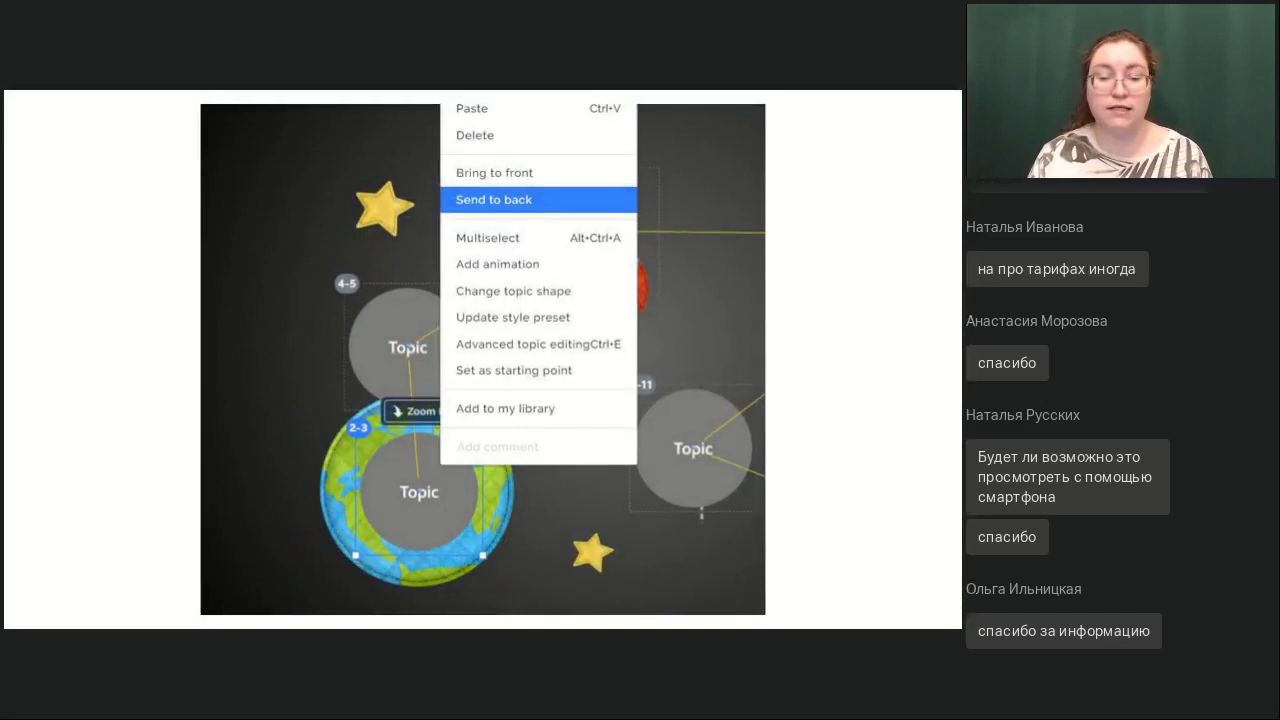 Paste Ctrl+V
Delete
Bring to front
Send to back
Multiselect Alt+Ctrl+A
Add animation
Change topic shape
Update style preset
Advanced topic editingCtrl+E
Set as starting point
Add to my library
Add comment
4-5
Topic
Zoom
2-3
Topic
-11
Topic
Наталья Иванова
на про тарифах иногда
Анастасия Морозова
спасибо
Наталья Русских
Будет ли возможно это
просмотреть с помощью
смартфона
спасибо
Ольга Ильницкая
спасибо за информацию